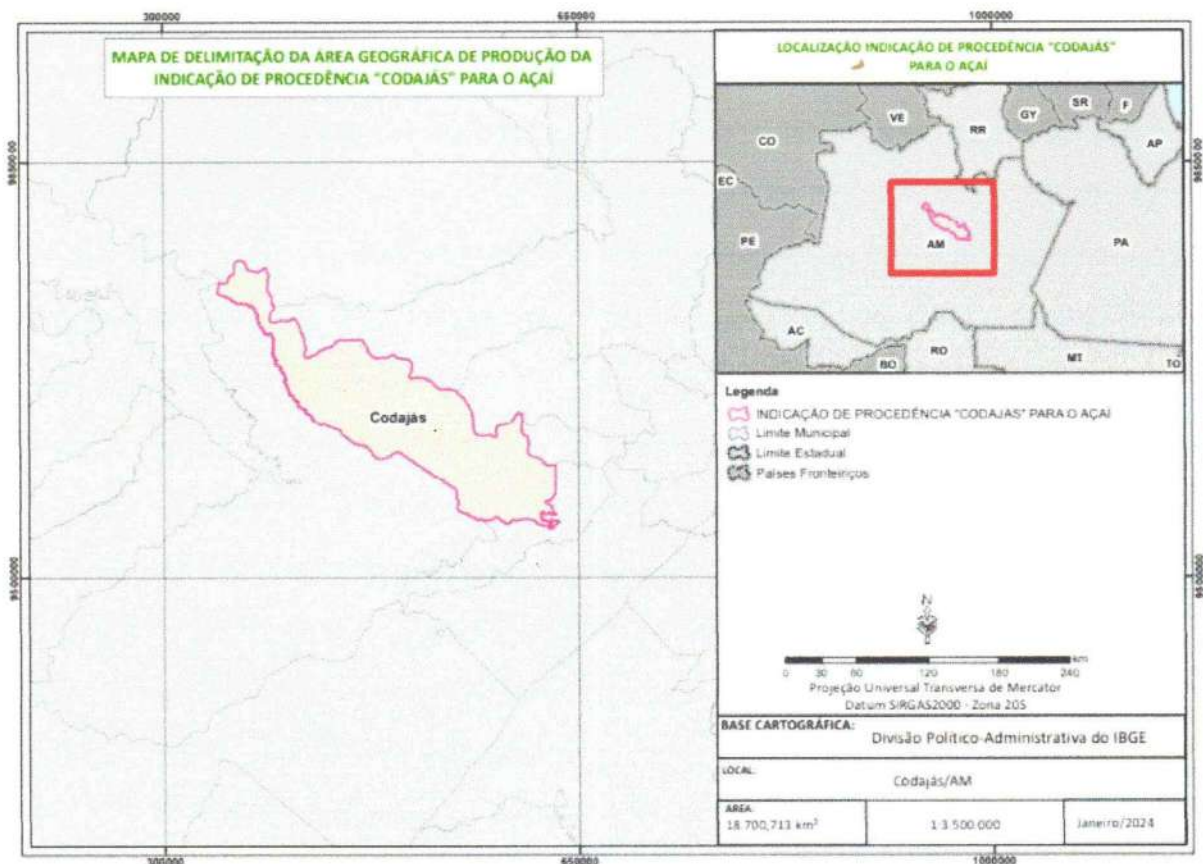 300000
650000
1000000
MAPA DE DELIMITAÇÃO DA ÁREA GEOGRÁFICA DE PRODUÇÃO DA
INDICAÇÃO DE PROCEDÊNCIA "CODAJÁS" PARA O AÇAÍ
LOCALIZAÇÃO INDICAÇÃO DE PROCEDÊNCIA "CODAJÁS"
PARA O AÇAÍ
VE
RR
GY
SR
F
CO
AP
EC
PE
AM
PA
AC
BO
RO
MT
TO
9850000
9850000
Codajás
Legenda
INDICAÇÃO DE PROCEDÊNCIA "CODAJÁS" PARA O AÇAÍ
Limite Municipal
Limite Estadual
Países Fronteiriços
N
km
0 30 60 120 180 240
Projeção Universal Transversa de Mercator
Datum SIRGAS2000 - Zona 20S
9500000
9500000
BASE CARTOGRÁFICA:
Divisão Político-Administrativa do IBGE
LOCAL:
Codajás/AM
ÁREA:
18.700,713 km²
1:3.500.000
Janeiro/2024
300000
650000
1000000